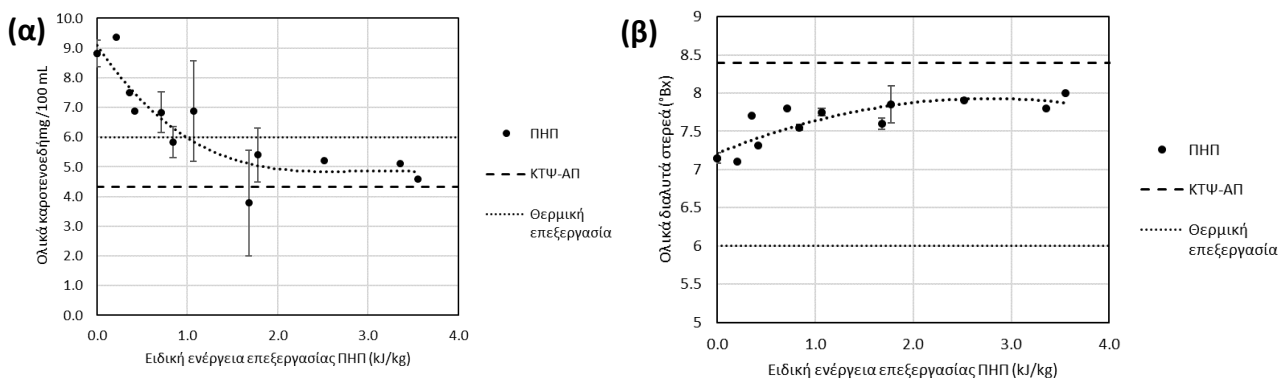 (α)
Ολικά καροτενοεδήmg /100 mL
10.0
9.0
8.0
7.0
6.0
5.0
4.0
3.0
2.0
1.0
0.0
0.0 1.0 2.0 3.0 4.0
Ειδική ενέργεια επεξεργασίας ΠΗΠ (kJ/kg)
ΠΗΠ
ΚΤΨ-ΑΠ
Θερμική
επεξεργασία
(β)
Ολικά διαλυτά στερεά (°Bx)
9
8.5
8
7.5
7
6.5
6
5.5
5
0.0 1.0 2.0 3.0 4.0
Ειδική ενέργεια επεξεργασίας ΠΗΠ (kJ/kg)
ΠΗΠ
ΚΤΨ-ΑΠ
Θερμική
επεξεργασία